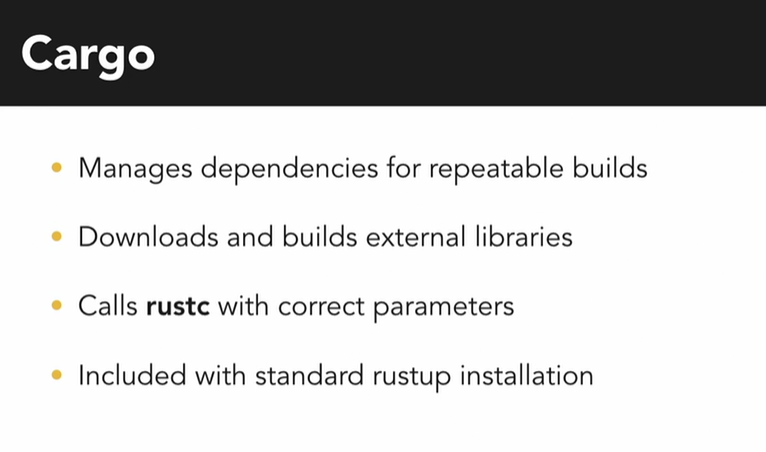 Cargo
Manages dependencies for repeatable builds
Downloads and builds external libraries
Calls rustc with correct parameters
Included with standard rustup installation